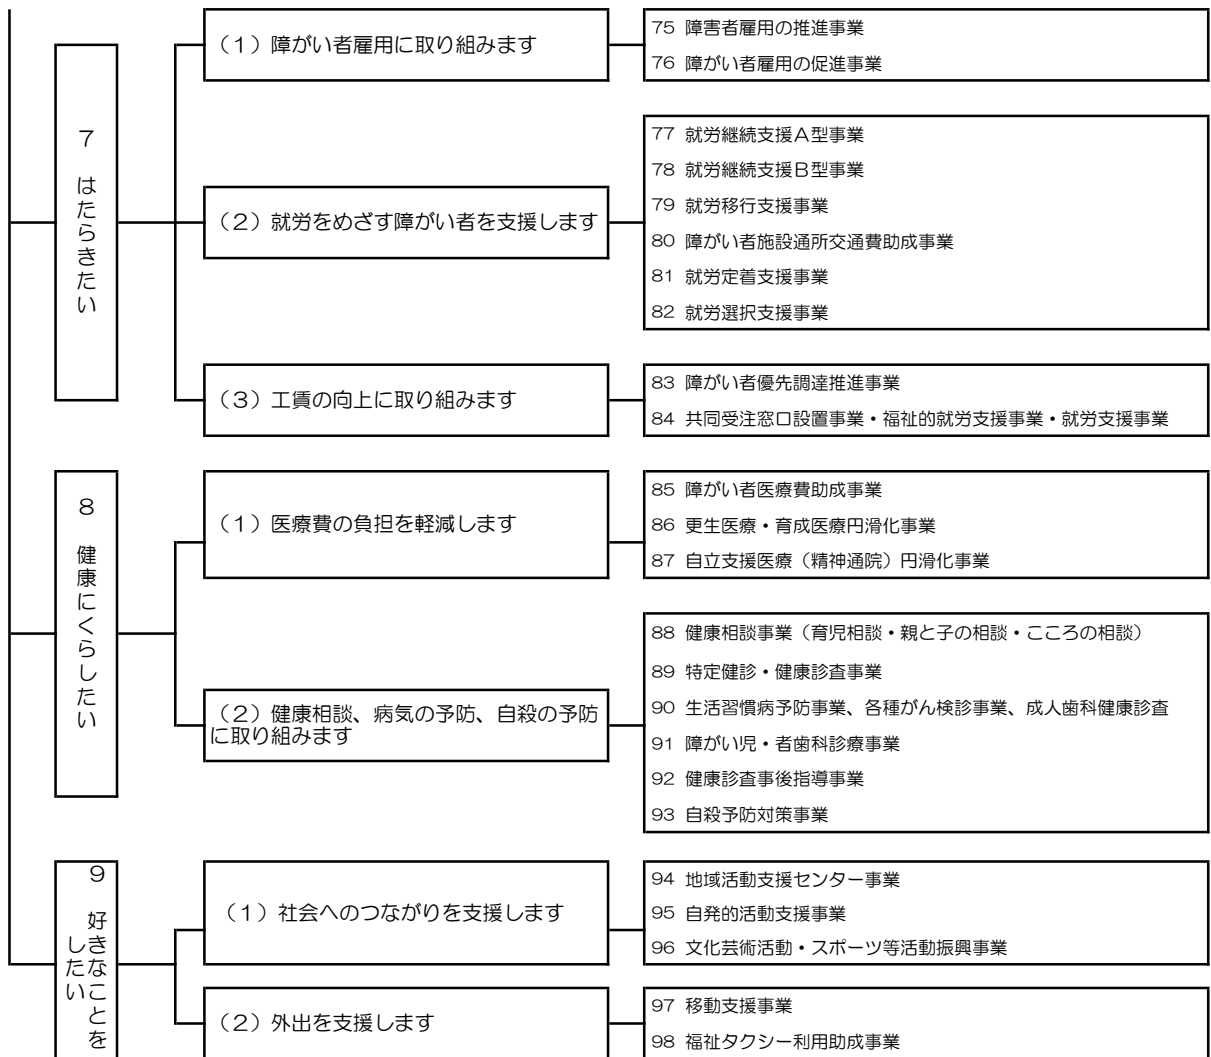 7 はたらきたい
(1)障がい者雇用に取り組みます
75 障害者雇用の推進事業
76 障がい者雇用の促進事業
(2)就労をめざす障がい者を支援します
77 就労継続支援A型事業
78 就労継続支援B型事業
79 就労移行支援事業
80 障がい者施設通所交通費助成事業
81 就労定着支援事業
82 就労選択支援事業
(3)工賃の向上に取り組みます
83 障がい者優先調達推進事業
84 共同受注窓口設置事業・福祉的就労支援事業・就労支援事業
8 健康にくらしたい
(1)医療費の負担を軽減します
85 障がい者医療費助成事業
86 更生医療・育成医療円滑化事業
87 自立支援医療(精神通院)円滑化事業
(2)健康相談、病気の予防、自殺の予防
に取り組みます
88 健康相談事業(育児相談・親と子の相談・こころの相談)
89 特定健診・健康診査事業
90 生活習慣病予防事業、各種がん検診事業、成人歯科健康診査
91 障がい児・者歯科診療事業
92 健康診査事後指導事業
93 自殺予防対策事業
9 好きなことを
したい
(1)社会へのつながりを支援します
94 地域活動支援センター事業
95 自発的活動支援事業
96 文化芸術活動・スポーツ等活動振興事業
(2)外出を支援します
97 移動支援事業
98 福祉タクシー利用助成事業